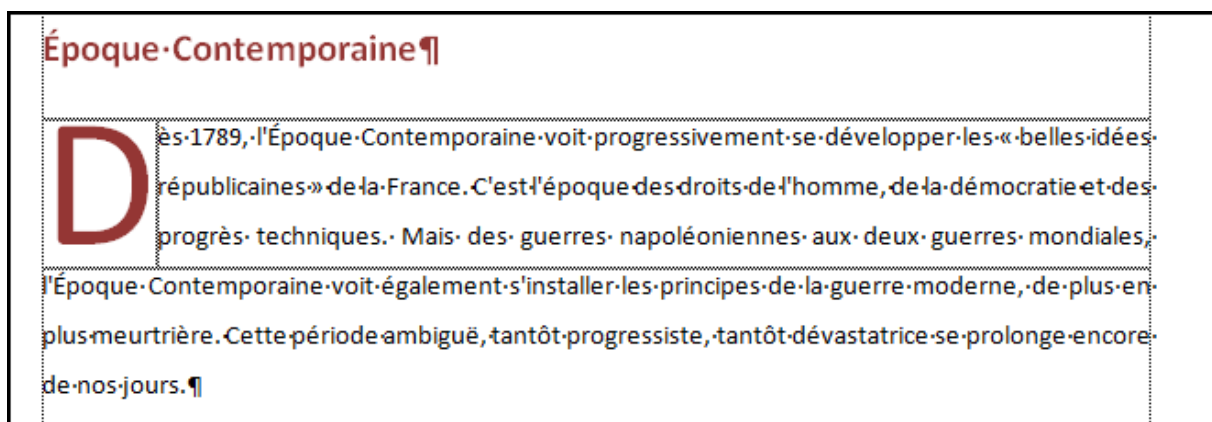 Époque·Contemporaine¶
Dès·1789,·l'Époque·Contemporaine·voit·progressivement·se·développer·les·«·belles·idées·
républicaines·»·de·la·France.·C'est·l'époque·des·droits·de·l'homme,·de·la·démocratie·et·des·
progrès·techniques.·Mais·des·guerres·napoléoniennes·aux·deux·guerres·mondiales,·
l'Époque·Contemporaine·voit·également·s'installer·les·principes·de·la·guerre·moderne,·de·plus·en·
plus·meurtrière.·Cette·période·ambiguë,·tantôt·progressiste,·tantôt·dévastatrice·se·prolonge·encore·
de·nos·jours.¶